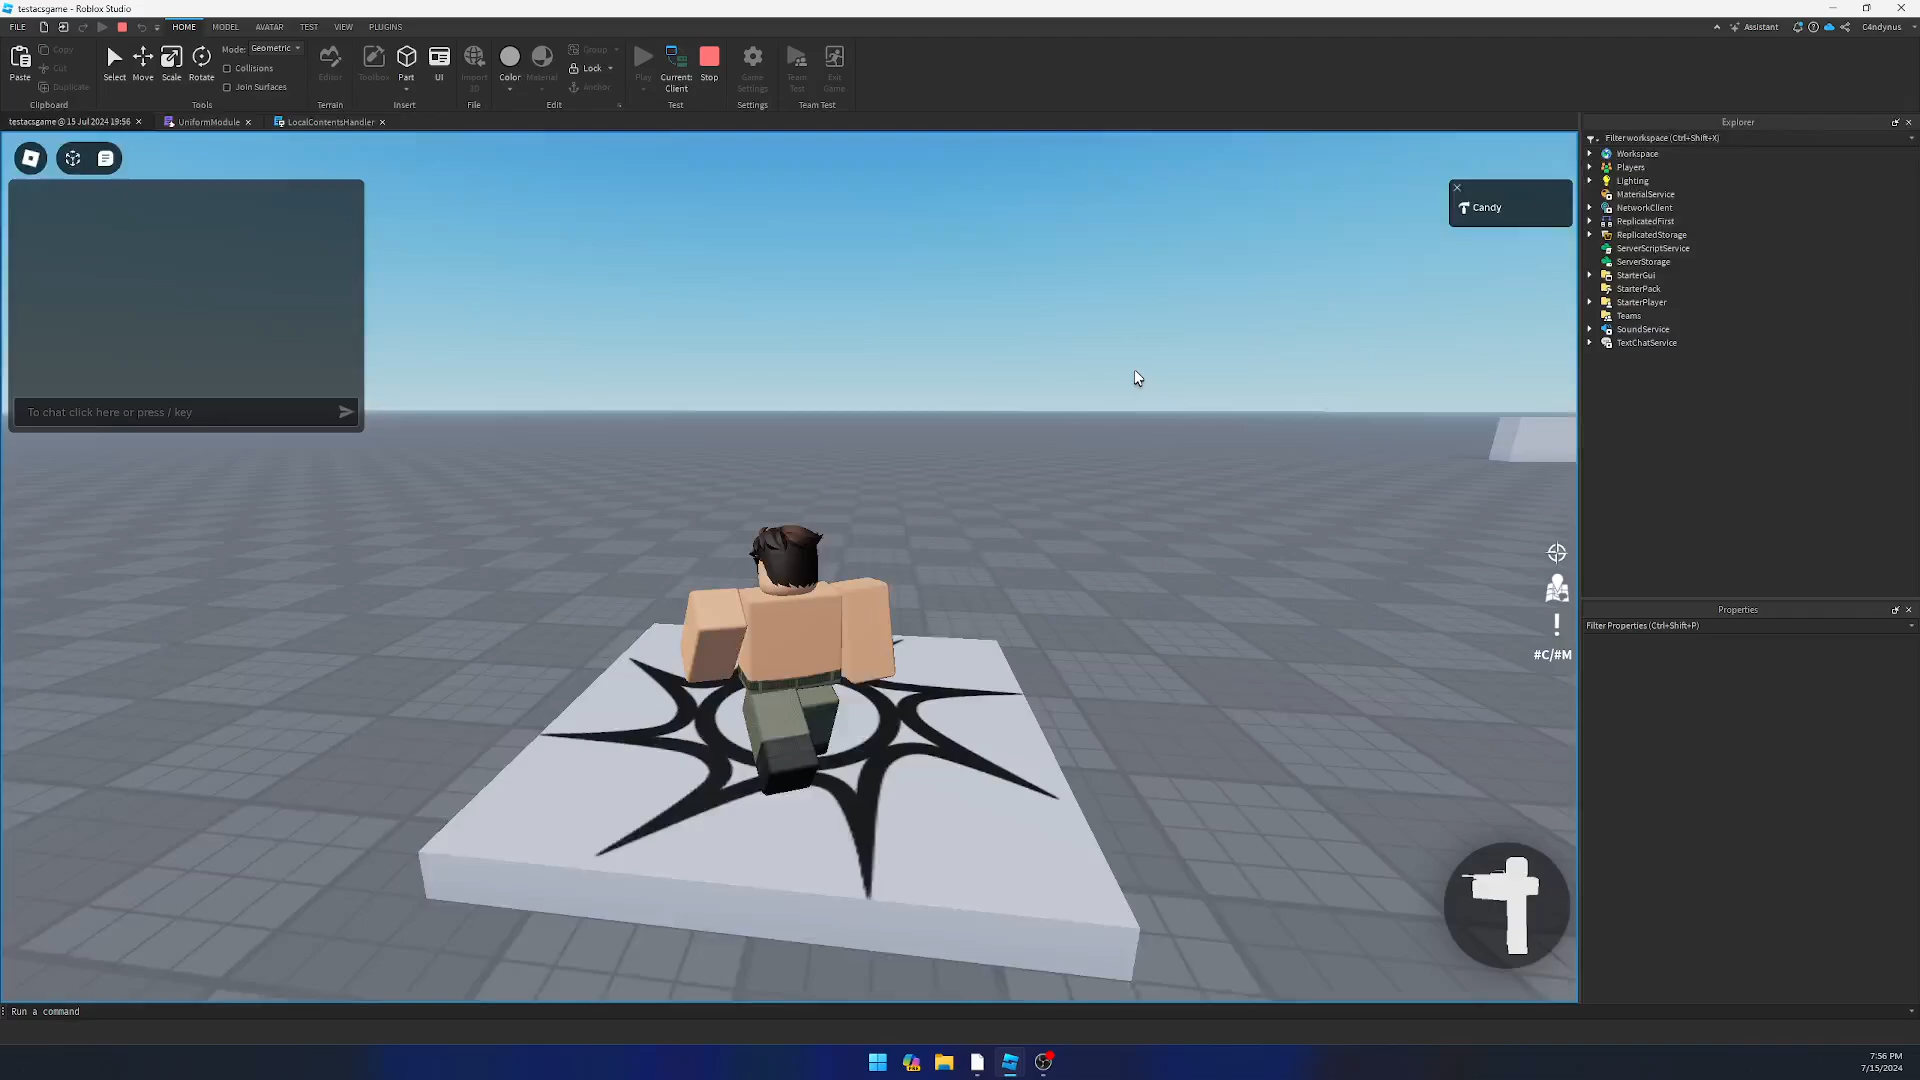 testacsgame - Roblox Studio
FILE HOME MODEL AVATAR TEST VIEW PLUGINS Assistant C4ndynus
Paste Copy Cut Duplicate Select Move Scale Rotate Mode: Geometric Collisions Join Surfaces Editor Toolbox Part UI Import 3D Color Material Group Lock Anchor Play Current: Client Stop Game Settings Team Test Exit Game
Clipboard Tools Terrain Insert File Edit Test Settings Team Test
testacsgame @ 15 Jul 2024 19:56 UniformModule LocalContentsHandler
Explorer
Filter workspace (Ctrl+Shift+X)
Workspace
Players
Lighting
MaterialService
NetworkClient
ReplicatedFirst
ReplicatedStorage
ServerScriptService
ServerStorage
StarterGui
StarterPack
StarterPlayer
Teams
SoundService
TextChatService
Candy
To chat click here or press / key
!
#C/#M
Properties
Filter Properties (Ctrl+Shift+P)
Run a command
7:56 PM
7/15/2024